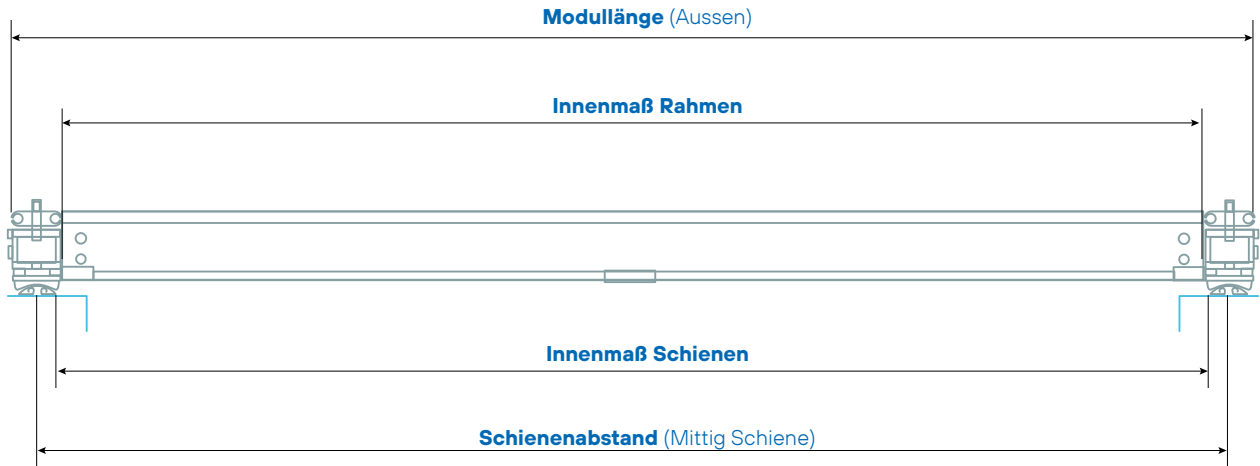 Modullänge (Aussen)
Innenmaß Rahmen
Innenmaß Schienen
Schienenabstand (Mittig Schiene)